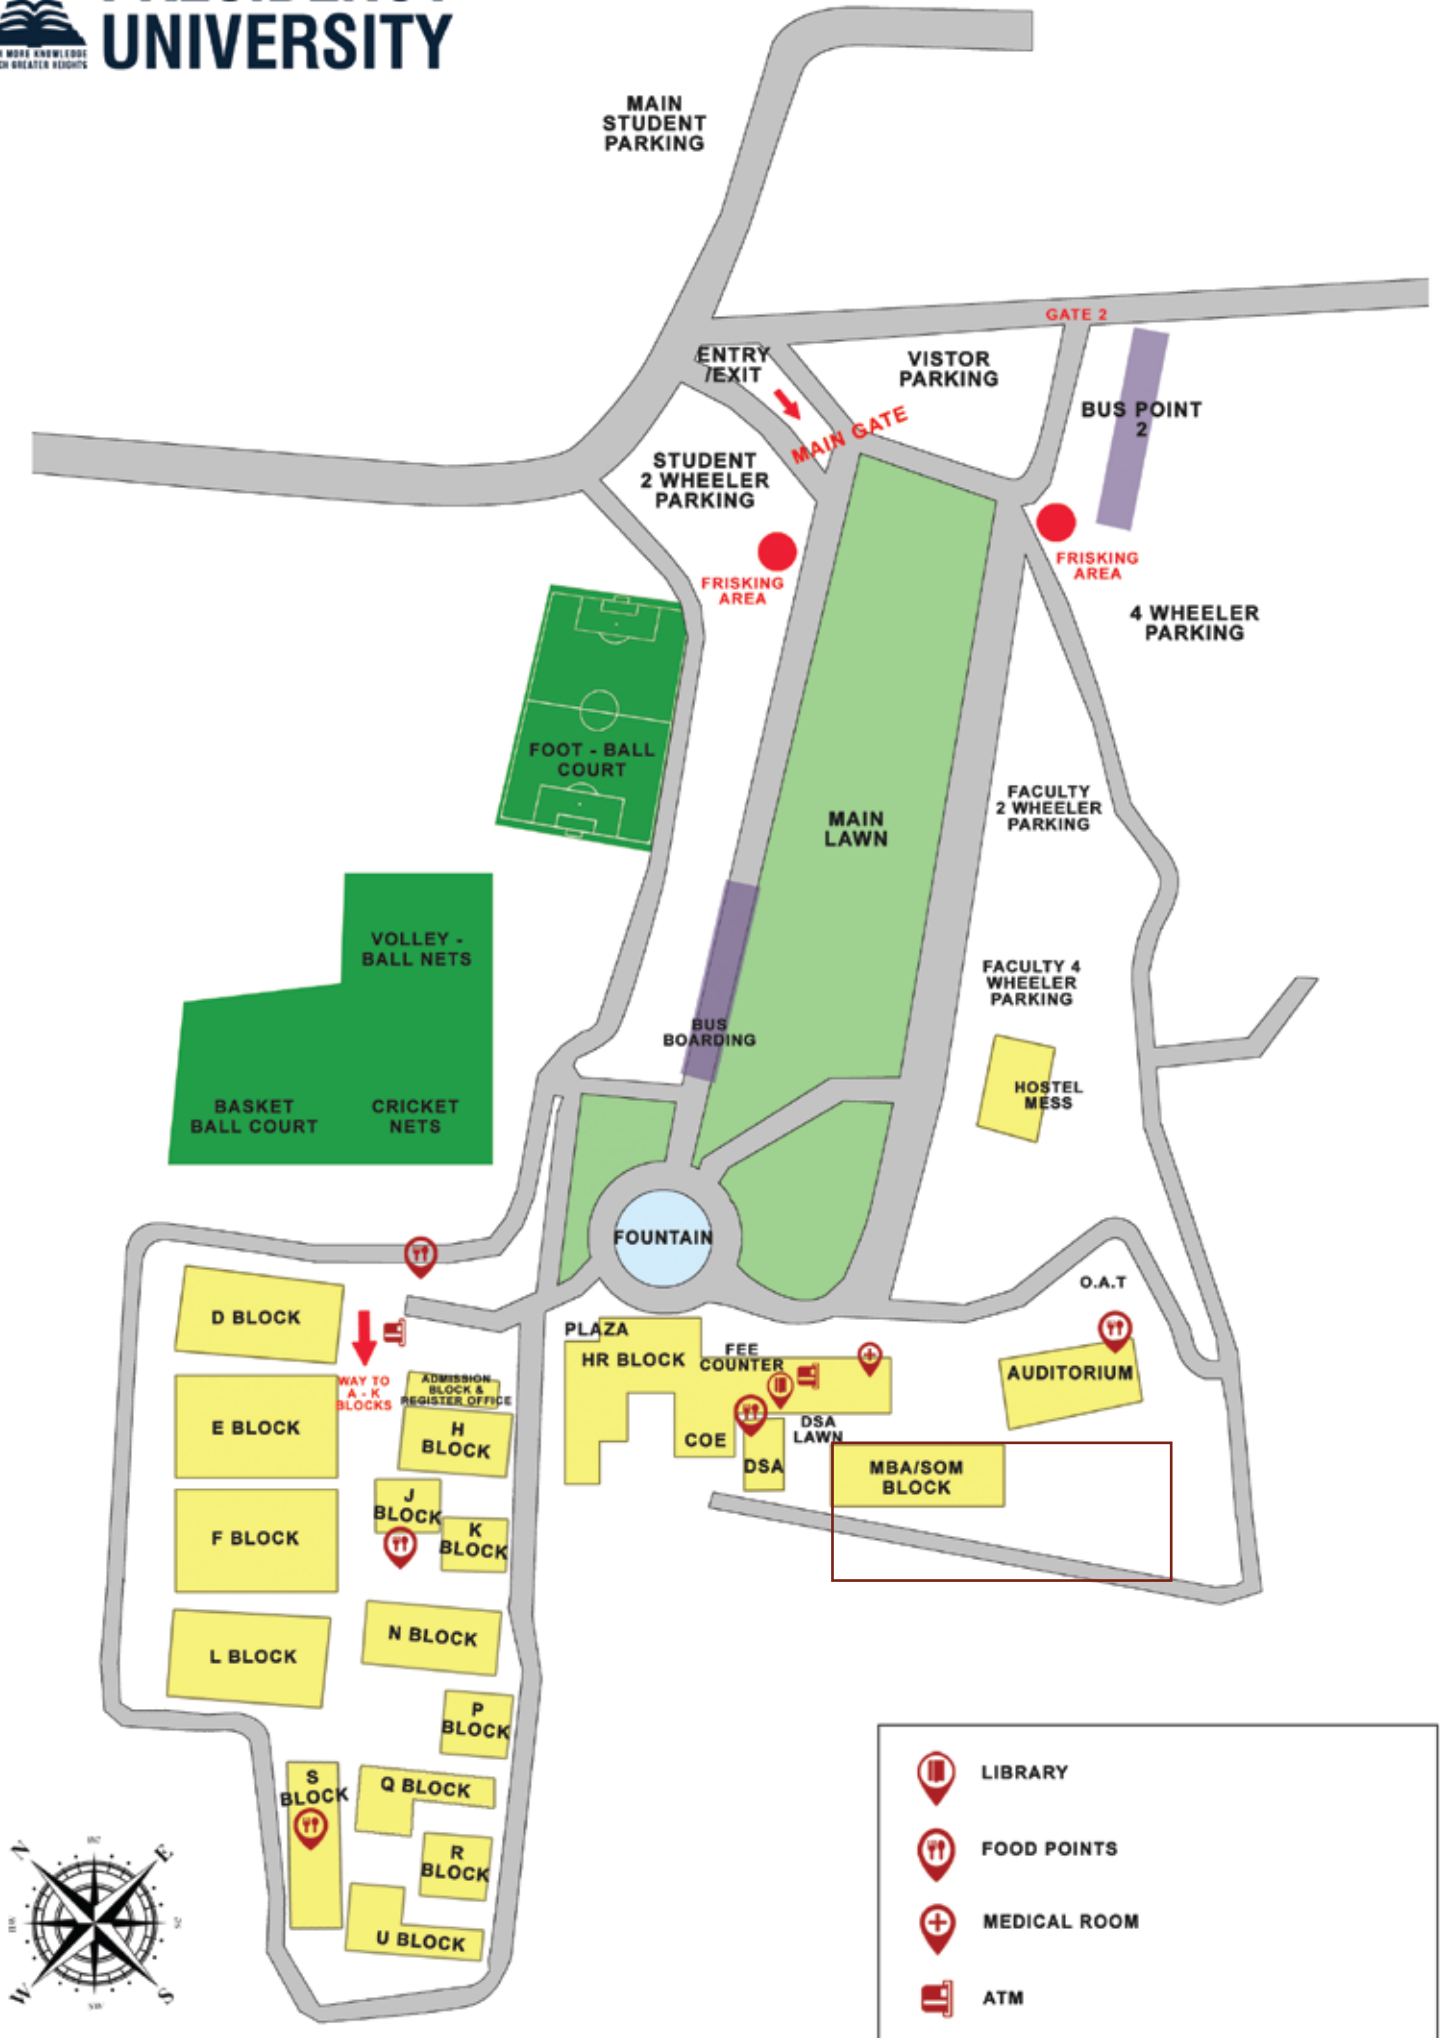 UNIVERSITY
MAIN
STUDENT
PARKING
GATE 2
ENTRY
/EXIT
VISTOR
PARKING
BUS POINT
2
MAIN GATE
STUDENT
2 WHEELER
PARKING
FRISKING
AREA
FRISKING
AREA
4 WHEELER
PARKING
FOOT - BALL
COURT
FACULTY
2 WHEELER
PARKING
MAIN
LAWN
VOLLEY -
BALL NETS
FACULTY 4
WHEELER
PARKING
BUS
BOARDING
HOSTEL
MESS
BASKET
BALL COURT
CRICKET
NETS
FOUNTAIN
O.A.T
D BLOCK
PLAZA
HR BLOCK
FEE
COUNTER
AUDITORIUM
WAY TO
A - K
BLOCKS
ADMISSION
BLOCK &
REGISTER OFFICE
E BLOCK
H
BLOCK
COE
DSA
LAWN
DSA
MBA/SOM
BLOCK
J
BLOCK
F BLOCK
K
BLOCK
N BLOCK
L BLOCK
P
BLOCK
S
BLOCK
Q BLOCK
R
BLOCK
U BLOCK
N
E
W
S
LIBRARY
FOOD POINTS
MEDICAL ROOM
ATM